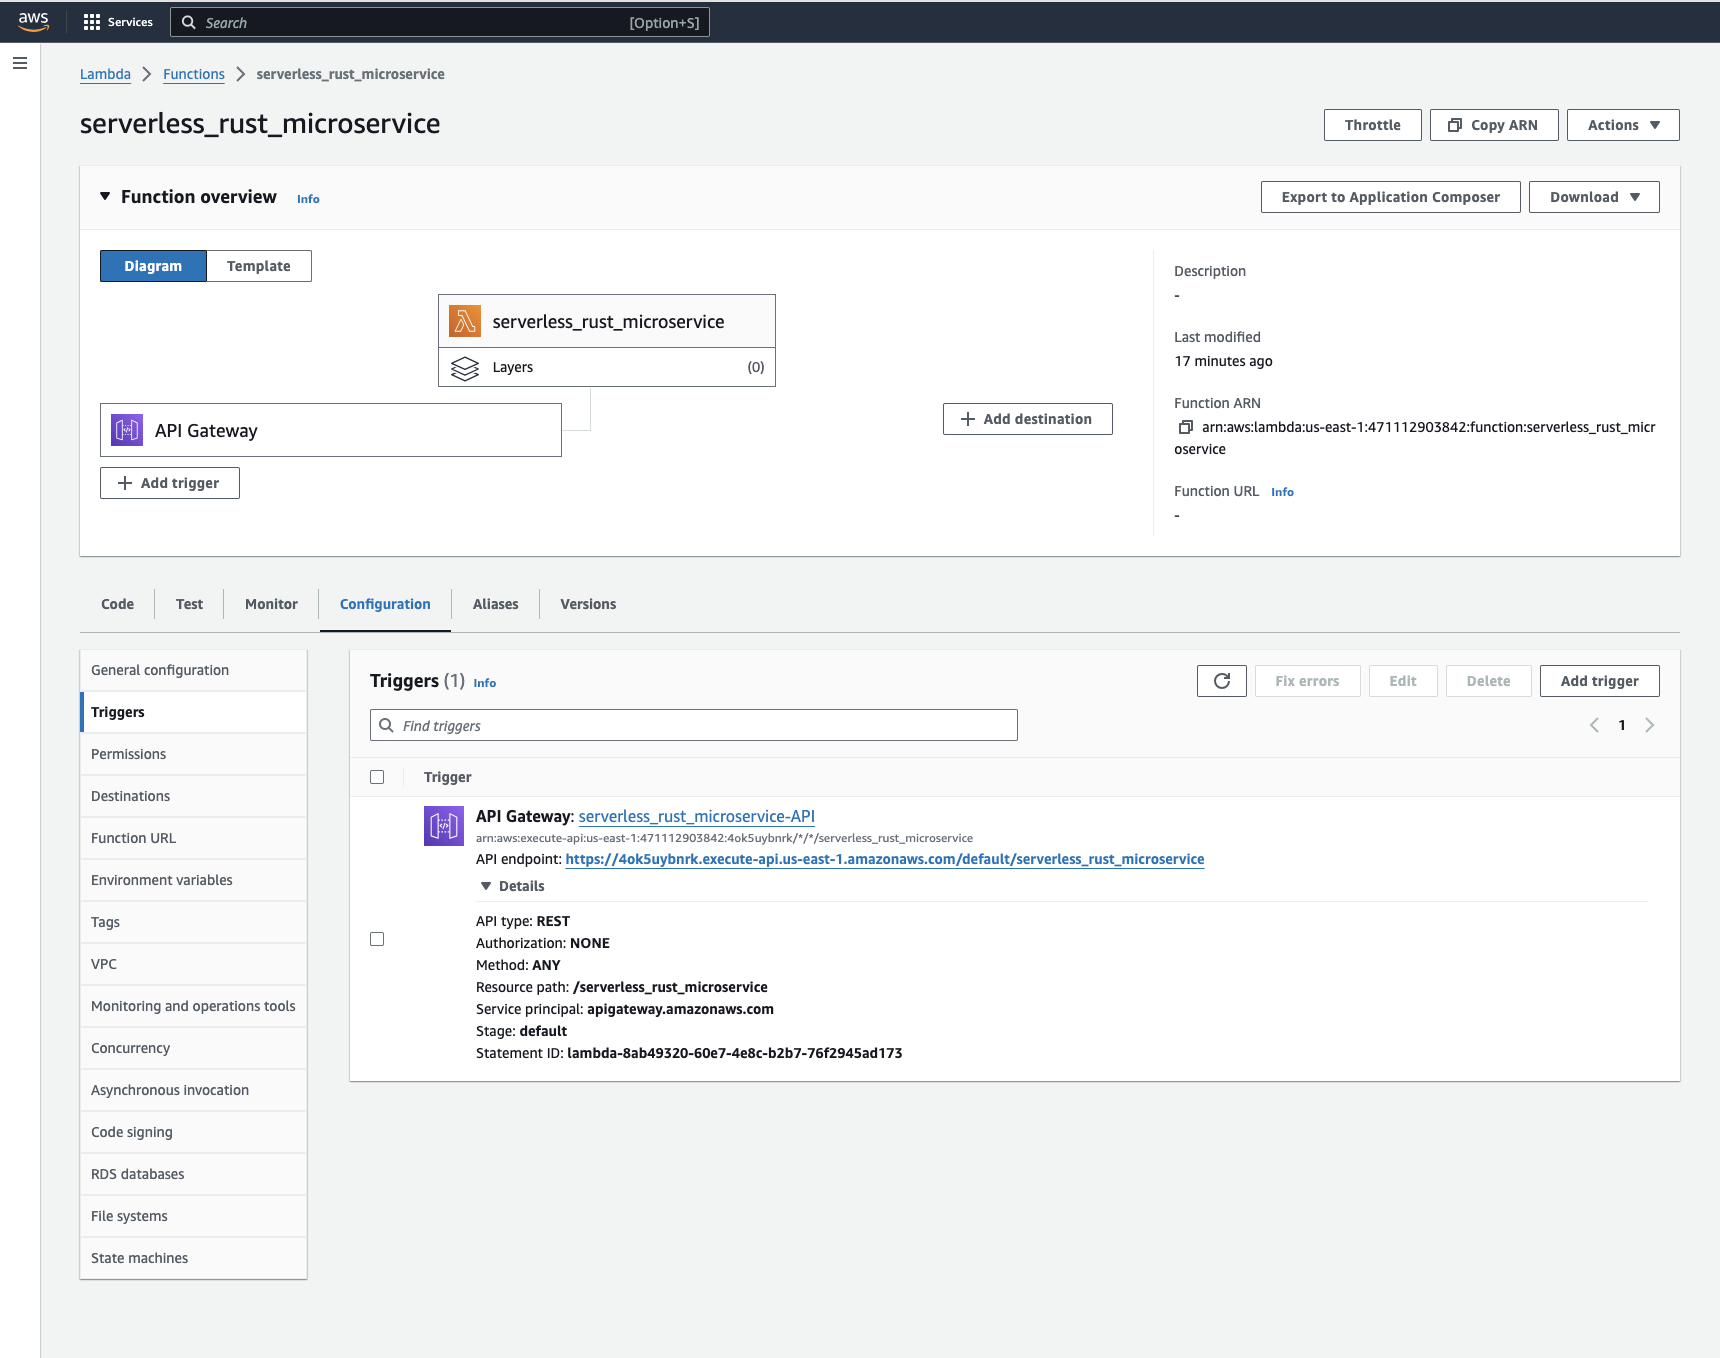 aws
Services
Search [Option+S]
Lambda Functions serverless_rust_microservice
serverless_rust_microservice
Throttle Copy ARN Actions
Function overview Info
Export to Application Composer Download
Diagram Template
serverless_rust_microservice
Layers (0)
API Gateway
+ Add trigger
+ Add destination
Description
-
Last modified
17 minutes ago
Function ARN
arn:aws:lambda:us-east-1:471112903842:function:serverless_rust_micr
oservice
Function URL Info
-
Code Test Monitor Configuration Aliases Versions
General configuration
Triggers
Permissions
Destinations
Function URL
Environment variables
Tags
VPC
Monitoring and operations tools
Concurrency
Asynchronous invocation
Code signing
RDS databases
File systems
State machines
Triggers (1) Info
Fix errors Edit Delete Add trigger
Find triggers
1
Trigger
API Gateway: serverless_rust_microservice-API
arn:aws:execute-api:us-east-1:471112903842:4ok5uybnrk/*/*/serverless_rust_microservice
API endpoint: https://4ok5uybnrk.execute-api.us-east-1.amazonaws.com/default/serverless_rust_microservice
Details
API type: REST
Authorization: NONE
Method: ANY
Resource path: /serverless_rust_microservice
Service principal: apigateway.amazonaws.com
Stage: default
Statement ID: lambda-8ab49320-60e7-4e8c-b2b7-76f2945ad173